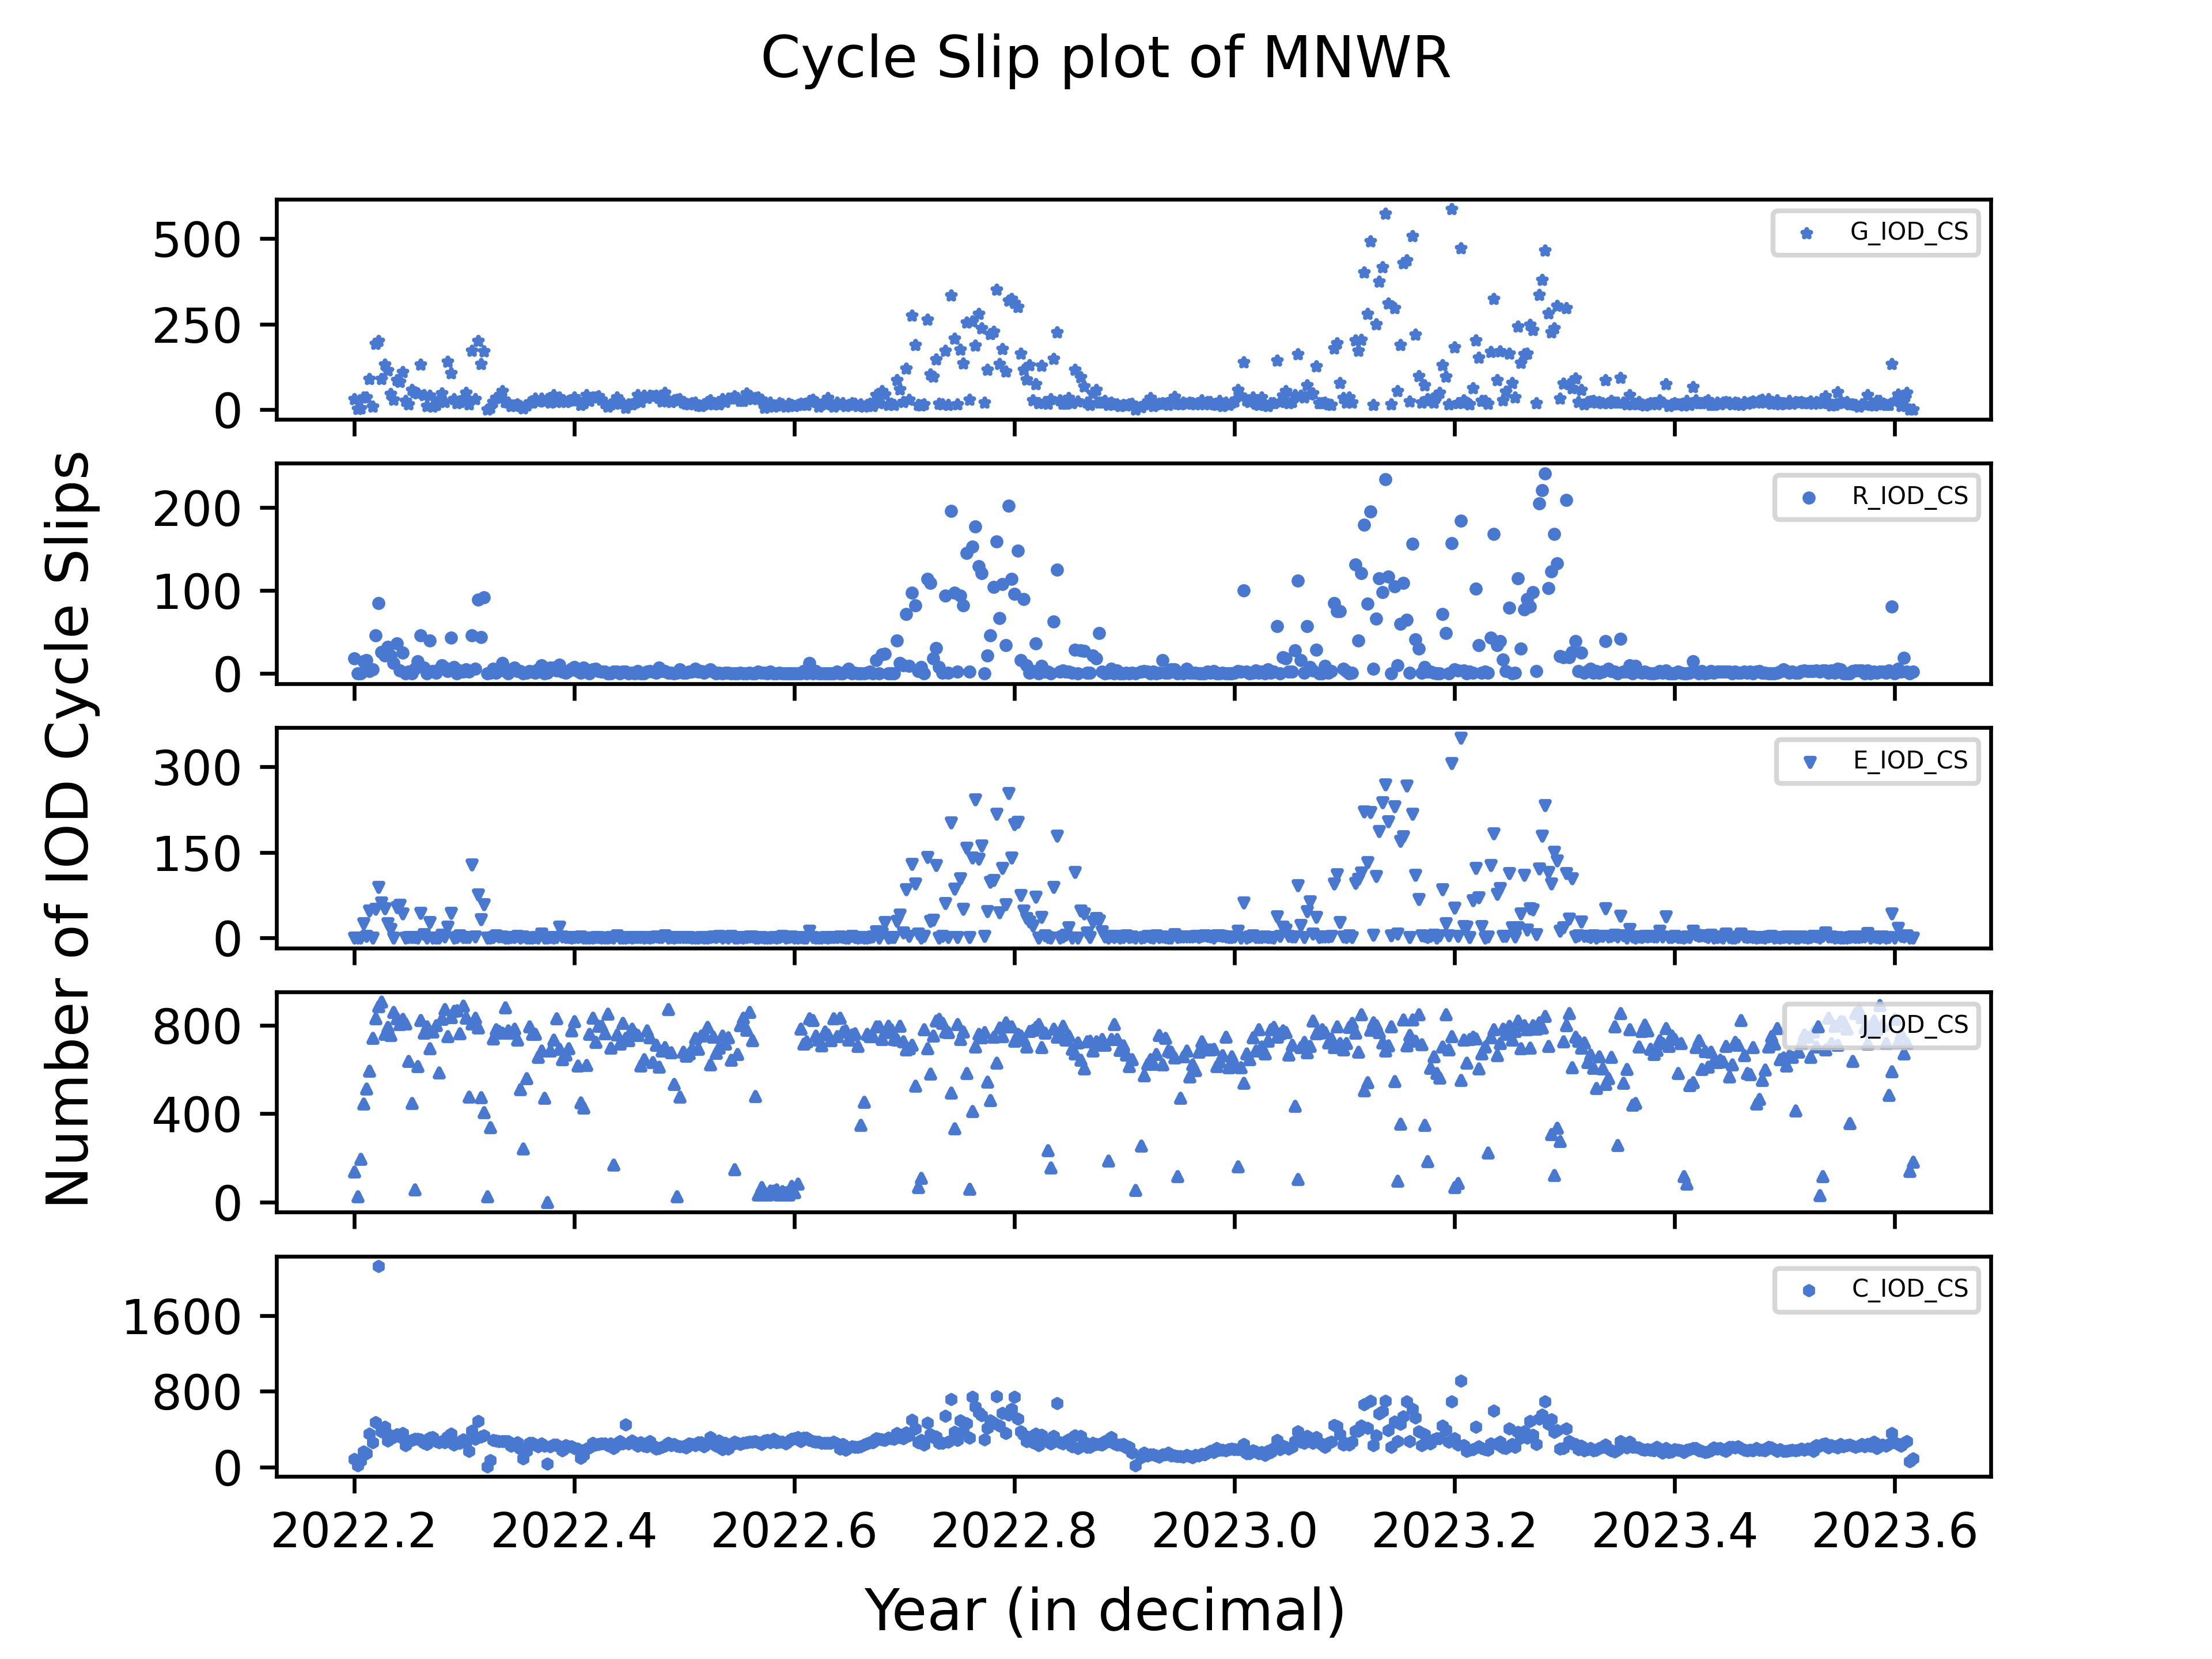 Cycle Slip plot of MNWR
Number of IOD Cycle Slips
500
250
0
G_IOD_CS
200
100
0
R_IOD_CS
300
150
0
E_IOD_CS
800
400
0
J_IOD_CS
1600
800
0
C_IOD_CS
2022.2 2022.4 2022.6 2022.8 2023.0 2023.2 2023.4 2023.6
Year (in decimal)